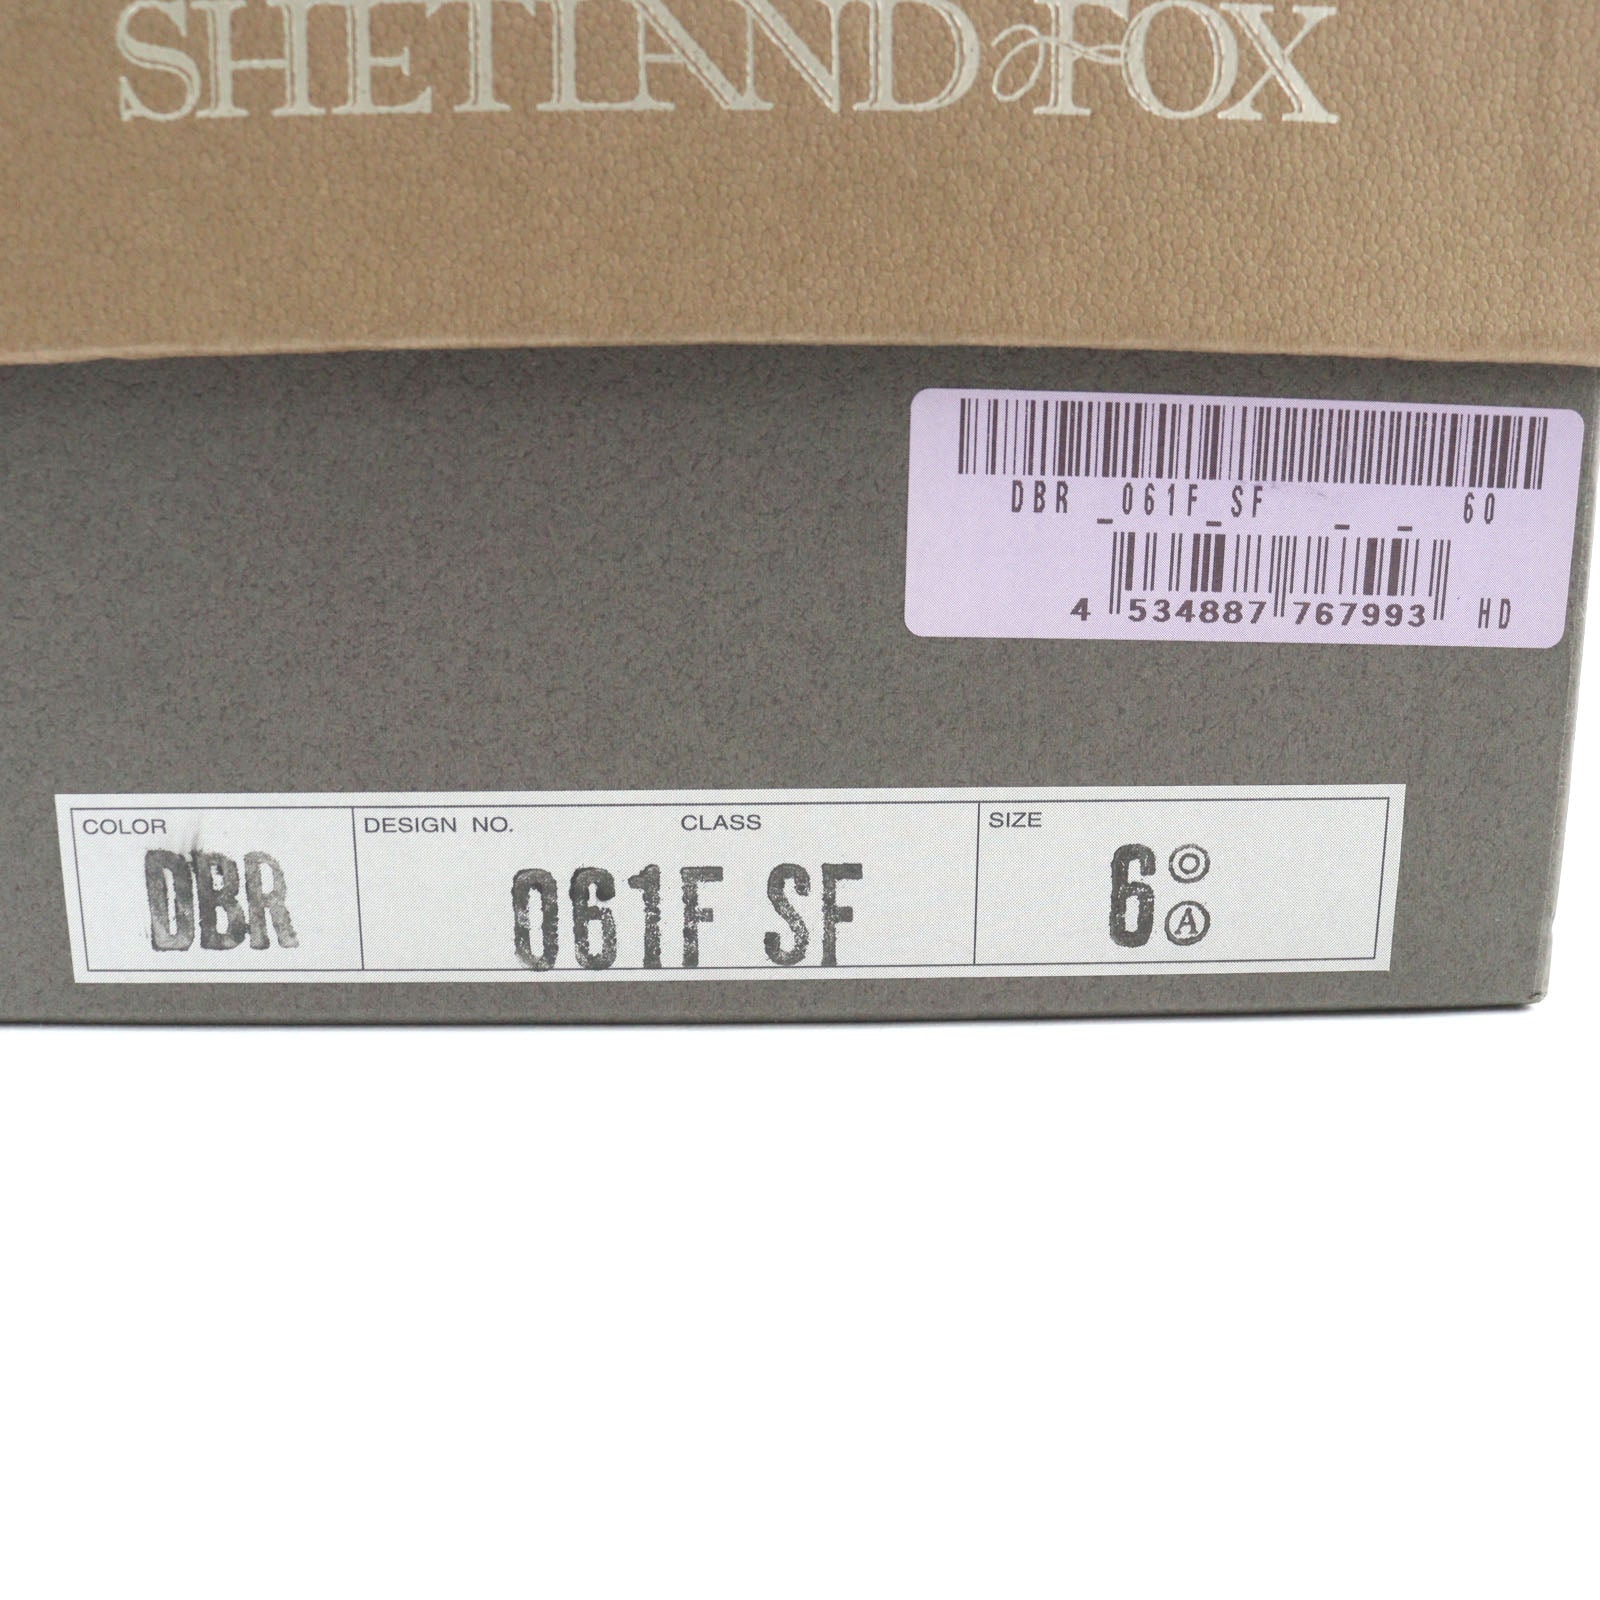 SHETLAND FOX
DBR _061F_SF _ _ 60
4 534887 767993 HD
COLOR DESIGN NO. CLASS SIZE
DBR 061F SF 6 O
A